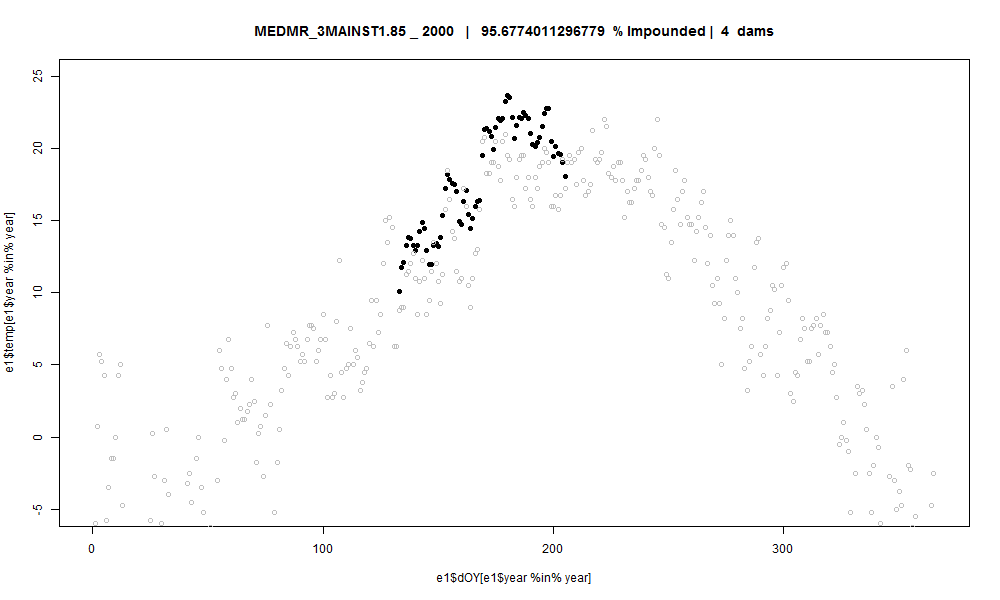 MEDMR_3MAINST1.85 _ 2000 | 95.6774011296779 % Impounded | 4 dams
25
20
15
10
5
0
-5
e1$temp[e1$year %in% year]
0 100 200 300
e1$dOY[e1$year %in% year]